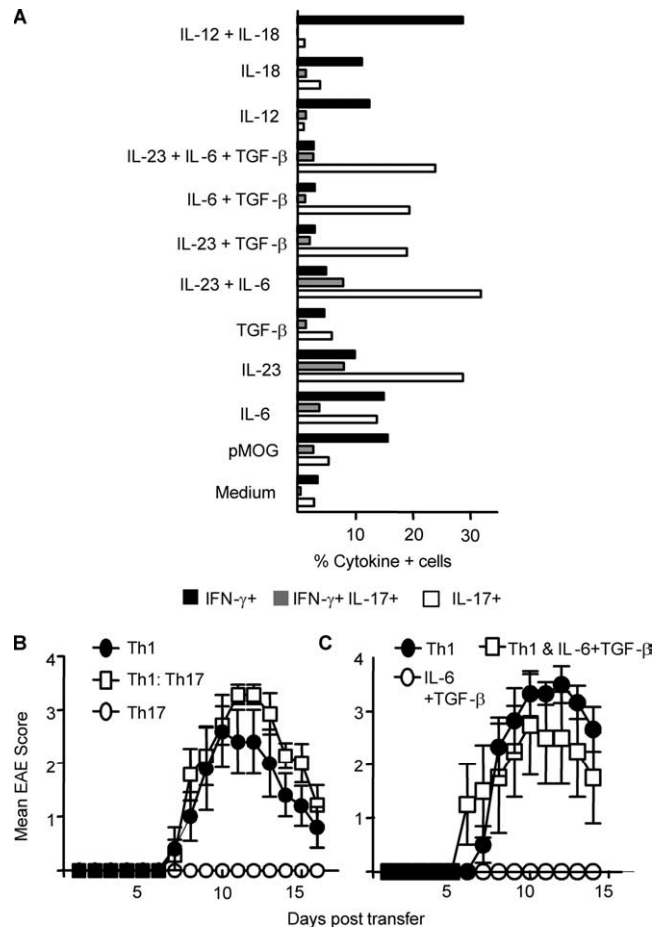 A
IL-12 + IL-18
IL-18
IL-12
IL-23 + IL-6 + TGF-β
IL-6 + TGF-β
IL-23 + TGF-β
IL-23 + IL-6
TGF-β
IL-23
IL-6
pMOG
Medium
10 20 30
% Cytokine + cells
IFN-γ+ IFN-γ+ IL-17+ IL-17+
B
Th1
Th1: Th17
Th17
4
3
2
1
5 10 15
Mean EAE Score
C
Th1 Th1 & IL-6+TGF-β
IL-6
+TGF-β
4
3
2
1
5 10 15
Days post transfer